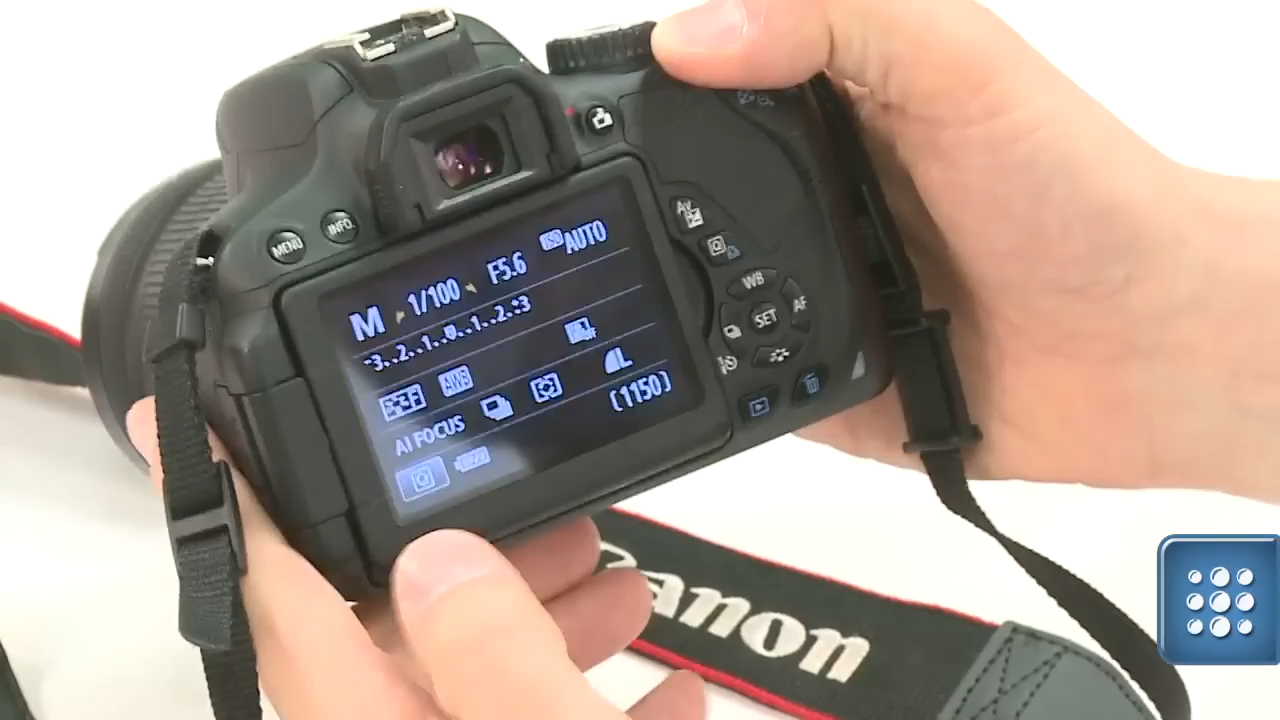 MENU
INFO.
M 1/100 F5.6 ISO AUTO
-3..2..1..0..1..2..+3
AWB
AI FOCUS
L
[1150]
Q
Av
Q
WB
AF
SET
Canon